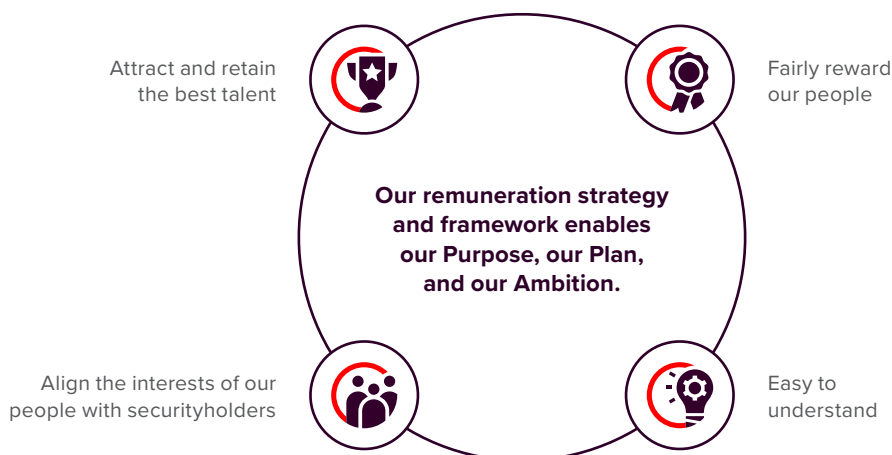 Attract and retain
the best talent
Fairly reward
our people
Our remuneration strategy
and framework enables
our Purpose, our Plan,
and our Ambition.
Align the interests of our
people with securityholders
Easy to
understand